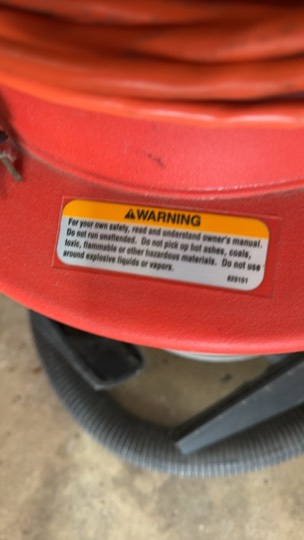 ⚠WARNING
For your own safety, read and understand owner's manual.
Do not run unattended. Do not pick up hot ashes, coals,
toxic, flammable or other hazardous materials. Do not use
around explosive liquids or vapors.
820161